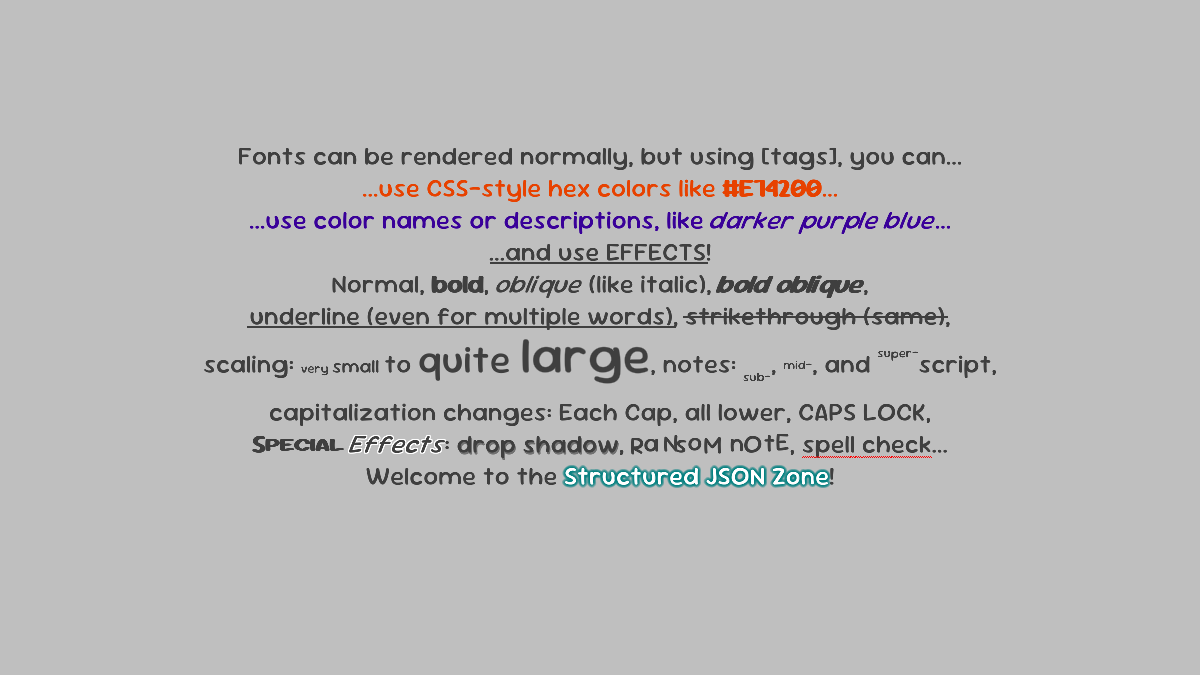 Fonts can be rendered normally, but using [tags], you can...
...use CSS-style hex colors like #E74200...
...use color names or descriptions, like darker purple blue...
...and use EFFECTS!
Normal, bold, oblique (like italic), bold oblique,
underline (even for multiple words), strikethrough (same),
scaling: very small to quite large, notes: sub-, mid-, and super-script,
capitalization changes: Each Cap, all lower, CAPS LOCK,
SPECIAL Effects: drop shadow, RaNsoM nOtE, spell check...
Welcome to the Structured JSON Zone!